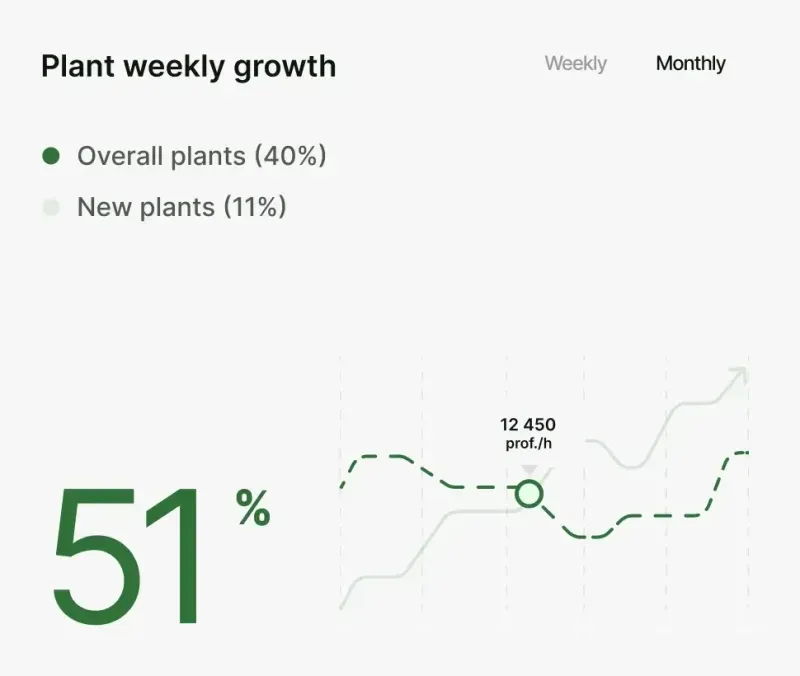 Plant weekly growth
Weekly
Monthly
Overall plants (40%)
New plants (11%)
12 450
prof./h
51 %